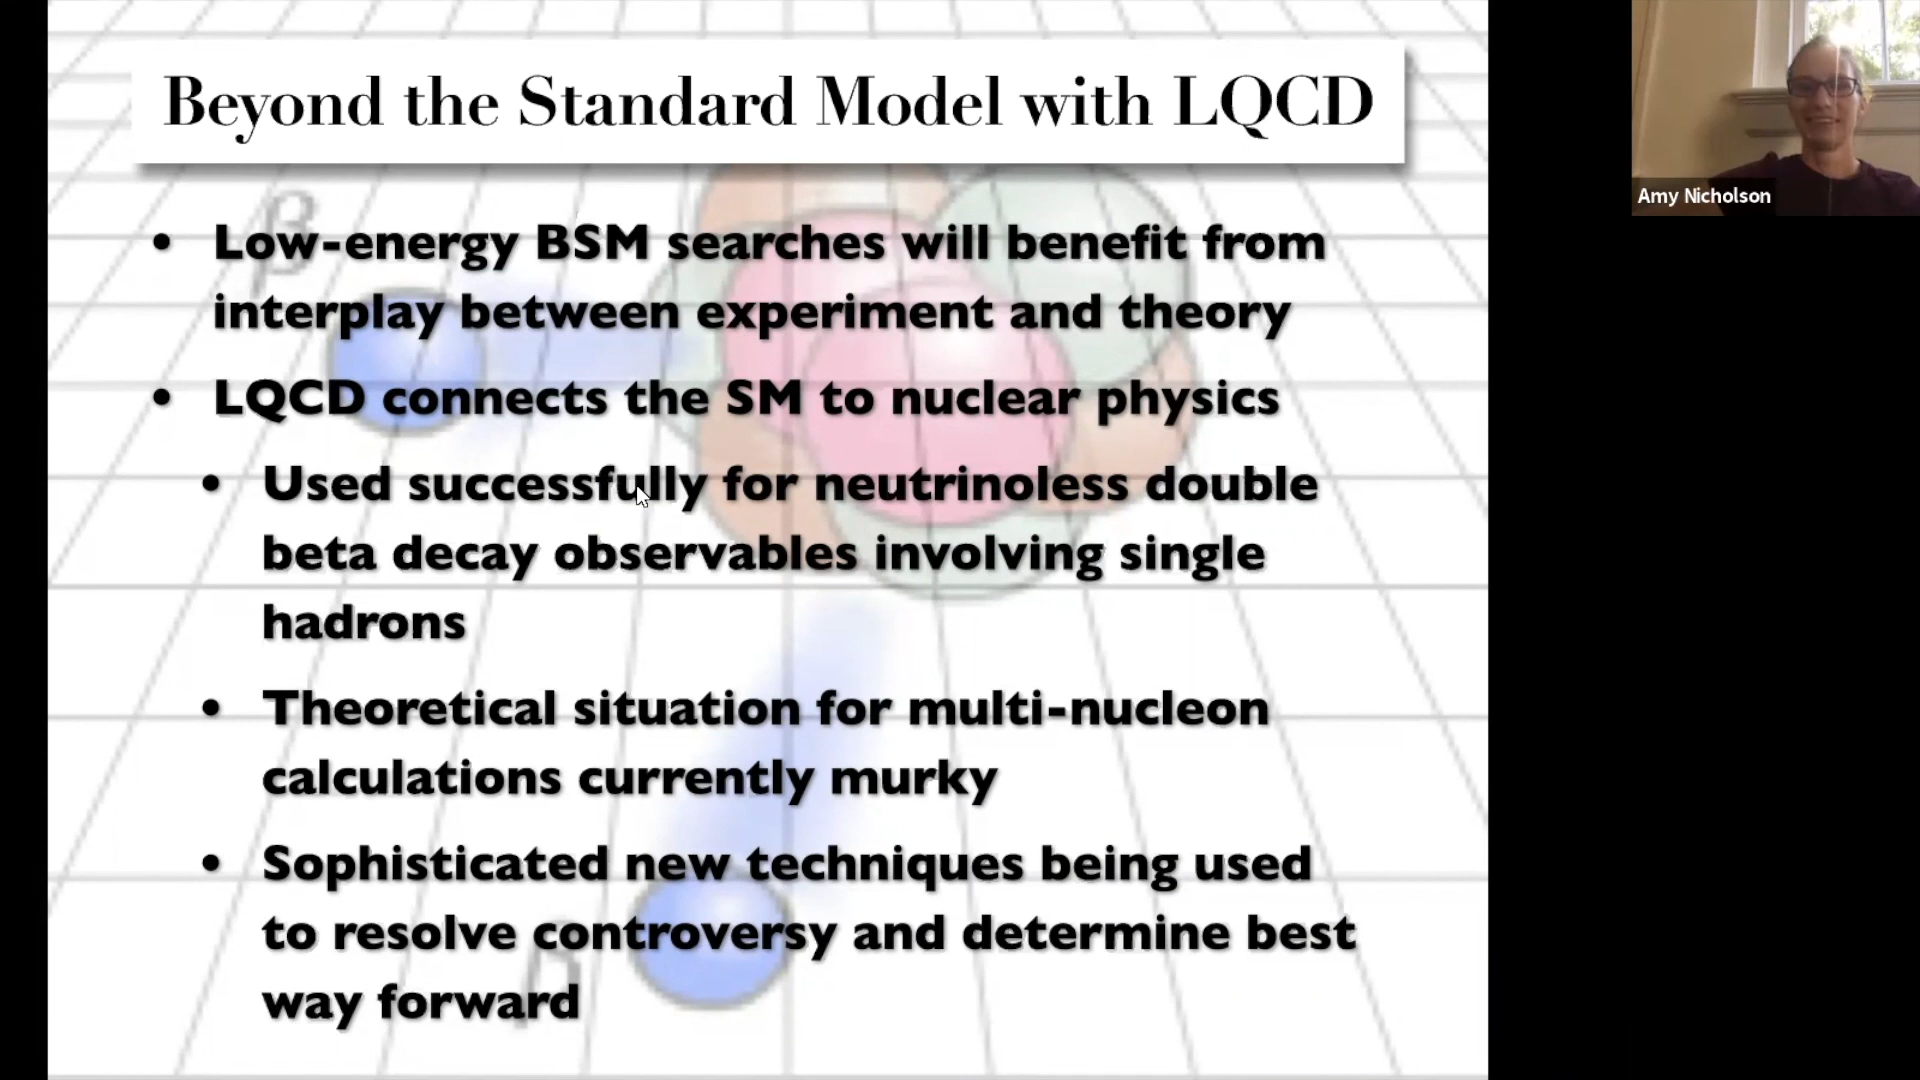 Beyond the Standard Model with LQCD
• Low-energy BSM searches will benefit from
interplay between experiment and theory
• LQCD connects the SM to nuclear physics
• Used successfully for neutrinoless double
beta decay observables involving single
hadrons
• Theoretical situation for multi-nucleon
calculations currently murky
• Sophisticated new techniques being used
to resolve controversy and determine best
way forward
β
β
Amy Nicholson